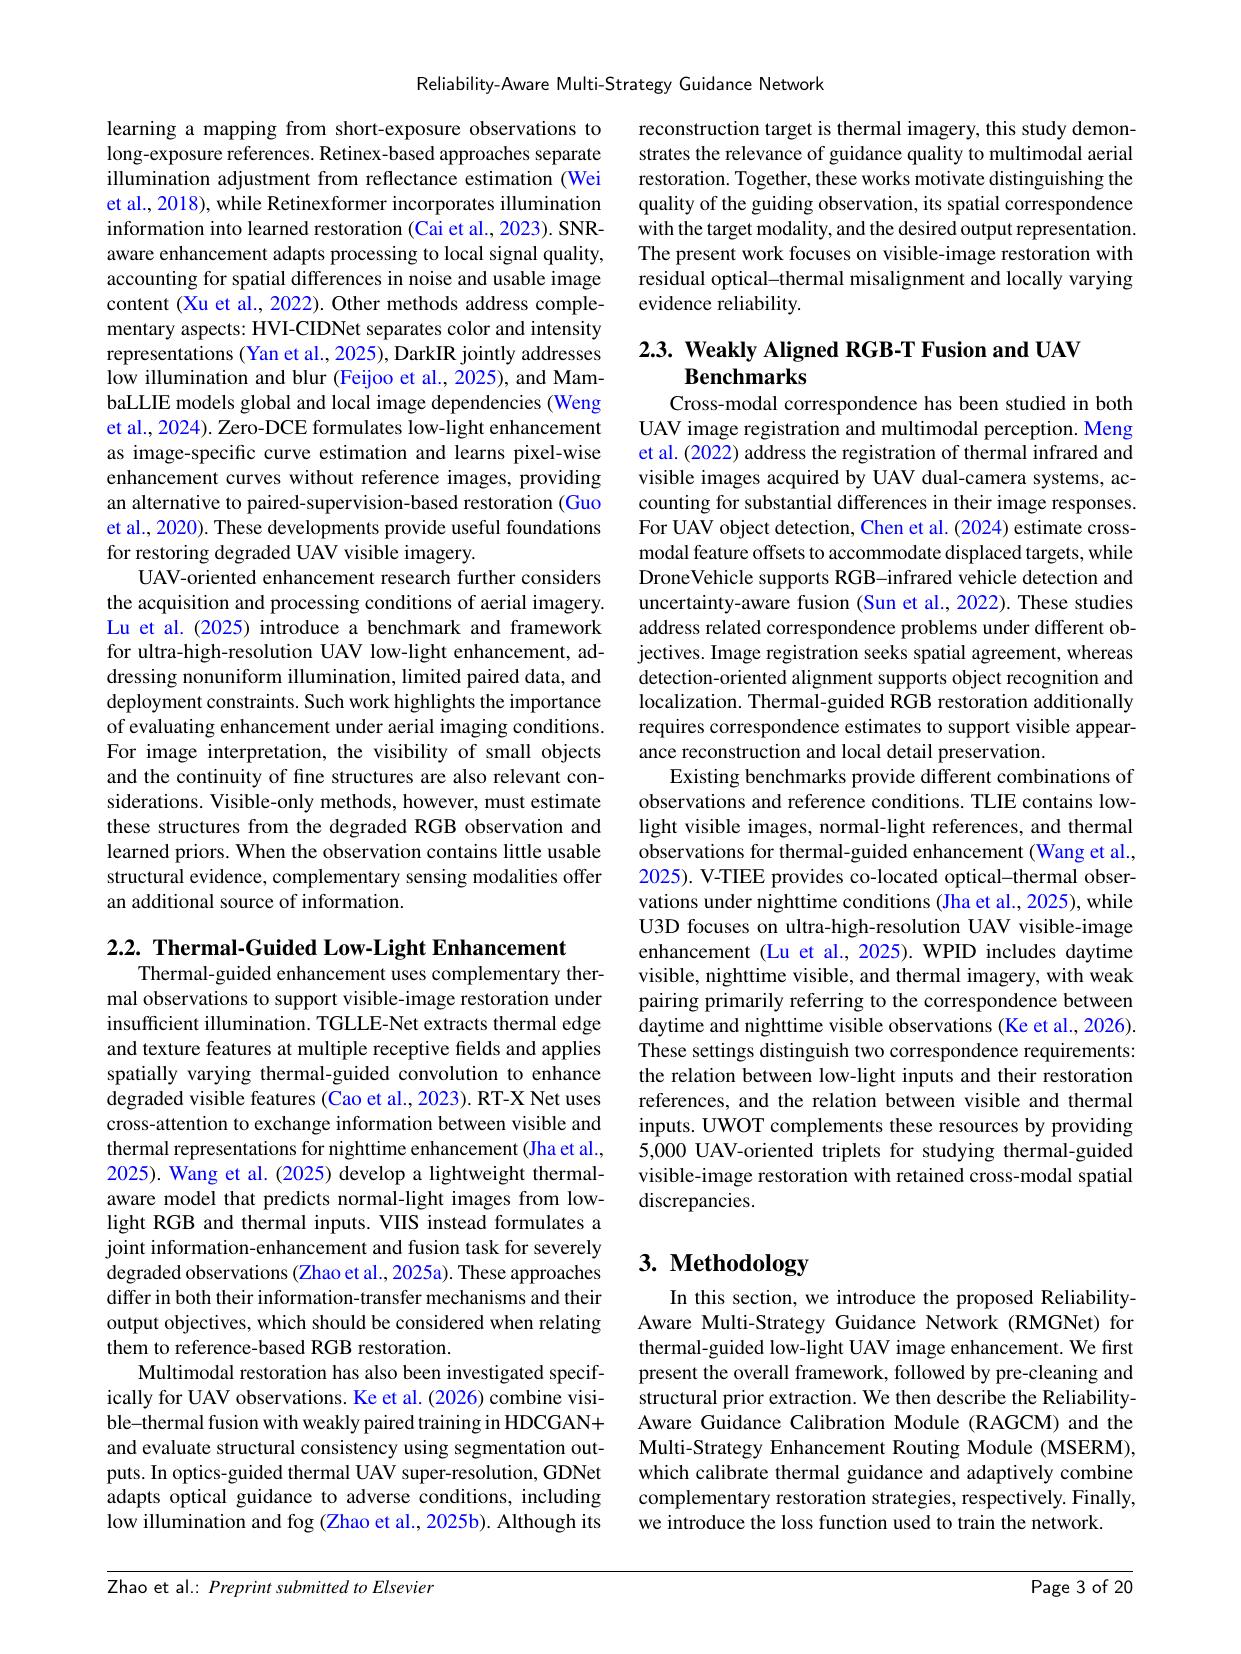 Reliability-Aware Multi-Strategy Guidance Network
learning a mapping from short-exposure observations to
long-exposure references. Retinex-based approaches separate
illumination adjustment from reflectance estimation (Wei
et al., 2018), while Retinexformer incorporates illumination
information into learned restoration (Cai et al., 2023). SNR-
aware enhancement adapts processing to local signal quality,
accounting for spatial differences in noise and usable image
content (Xu et al., 2022). Other methods address comple-
mentary aspects: HVI-CIDNet separates color and intensity
representations (Yan et al., 2025), DarkIR jointly addresses
low illumination and blur (Feijoo et al., 2025), and Mam-
baLLIE models global and local image dependencies (Weng
et al., 2024). Zero-DCE formulates low-light enhancement
as image-specific curve estimation and learns pixel-wise
enhancement curves without reference images, providing
an alternative to paired-supervision-based restoration (Guo
et al., 2020). These developments provide useful foundations
for restoring degraded UAV visible imagery.
UAV-oriented enhancement research further considers
the acquisition and processing conditions of aerial imagery.
Lu et al. (2025) introduce a benchmark and framework
for ultra-high-resolution UAV low-light enhancement, ad-
dressing nonuniform illumination, limited paired data, and
deployment constraints. Such work highlights the importance
of evaluating enhancement under aerial imaging conditions.
For image interpretation, the visibility of small objects
and the continuity of fine structures are also relevant con-
siderations. Visible-only methods, however, must estimate
these structures from the degraded RGB observation and
learned priors. When the observation contains little usable
structural evidence, complementary sensing modalities offer
an additional source of information.
2.2. Thermal-Guided Low-Light Enhancement
Thermal-guided enhancement uses complementary ther-
mal observations to support visible-image restoration under
insufficient illumination. TGLLE-Net extracts thermal edge
and texture features at multiple receptive fields and applies
spatially varying thermal-guided convolution to enhance
degraded visible features (Cao et al., 2023). RT-X Net uses
cross-attention to exchange information between visible and
thermal representations for nighttime enhancement (Jha et al.,
2025). Wang et al. (2025) develop a lightweight thermal-
aware model that predicts normal-light images from low-
light RGB and thermal inputs. VIIS instead formulates a
joint information-enhancement and fusion task for severely
degraded observations (Zhao et al., 2025a). These approaches
differ in both their information-transfer mechanisms and their
output objectives, which should be considered when relating
them to reference-based RGB restoration.
Multimodal restoration has also been investigated specif-
ically for UAV observations. Ke et al. (2026) combine visi-
ble–thermal fusion with weakly paired training in HDCGAN+
and evaluate structural consistency using segmentation out-
puts. In optics-guided thermal UAV super-resolution, GDNet
adapts optical guidance to adverse conditions, including
low illumination and fog (Zhao et al., 2025b). Although its
reconstruction target is thermal imagery, this study demon-
strates the relevance of guidance quality to multimodal aerial
restoration. Together, these works motivate distinguishing the
quality of the guiding observation, its spatial correspondence
with the target modality, and the desired output representation.
The present work focuses on visible-image restoration with
residual optical–thermal misalignment and locally varying
evidence reliability.
2.3. Weakly Aligned RGB-T Fusion and UAV
Benchmarks
Cross-modal correspondence has been studied in both
UAV image registration and multimodal perception. Meng
et al. (2022) address the registration of thermal infrared and
visible images acquired by UAV dual-camera systems, ac-
counting for substantial differences in their image responses.
For UAV object detection, Chen et al. (2024) estimate cross-
modal feature offsets to accommodate displaced targets, while
DroneVehicle supports RGB–infrared vehicle detection and
uncertainty-aware fusion (Sun et al., 2022). These studies
address related correspondence problems under different ob-
jectives. Image registration seeks spatial agreement, whereas
detection-oriented alignment supports object recognition and
localization. Thermal-guided RGB restoration additionally
requires correspondence estimates to support visible appear-
ance reconstruction and local detail preservation.
Existing benchmarks provide different combinations of
observations and reference conditions. TLIE contains low-
light visible images, normal-light references, and thermal
observations for thermal-guided enhancement (Wang et al.,
2025). V-TIEE provides co-located optical–thermal obser-
vations under nighttime conditions (Jha et al., 2025), while
U3D focuses on ultra-high-resolution UAV visible-image
enhancement (Lu et al., 2025). WPID includes daytime
visible, nighttime visible, and thermal imagery, with weak
pairing primarily referring to the correspondence between
daytime and nighttime visible observations (Ke et al., 2026).
These settings distinguish two correspondence requirements:
the relation between low-light inputs and their restoration
references, and the relation between visible and thermal
inputs. UWOT complements these resources by providing
5,000 UAV-oriented triplets for studying thermal-guided
visible-image restoration with retained cross-modal spatial
discrepancies.
3. Methodology
In this section, we introduce the proposed Reliability-
Aware Multi-Strategy Guidance Network (RMGNet) for
thermal-guided low-light UAV image enhancement. We first
present the overall framework, followed by pre-cleaning and
structural prior extraction. We then describe the Reliability-
Aware Guidance Calibration Module (RAGCM) and the
Multi-Strategy Enhancement Routing Module (MSERM),
which calibrate thermal guidance and adaptively combine
complementary restoration strategies, respectively. Finally,
we introduce the loss function used to train the network.
Zhao et al.: Preprint submitted to Elsevier
Page 3 of 20